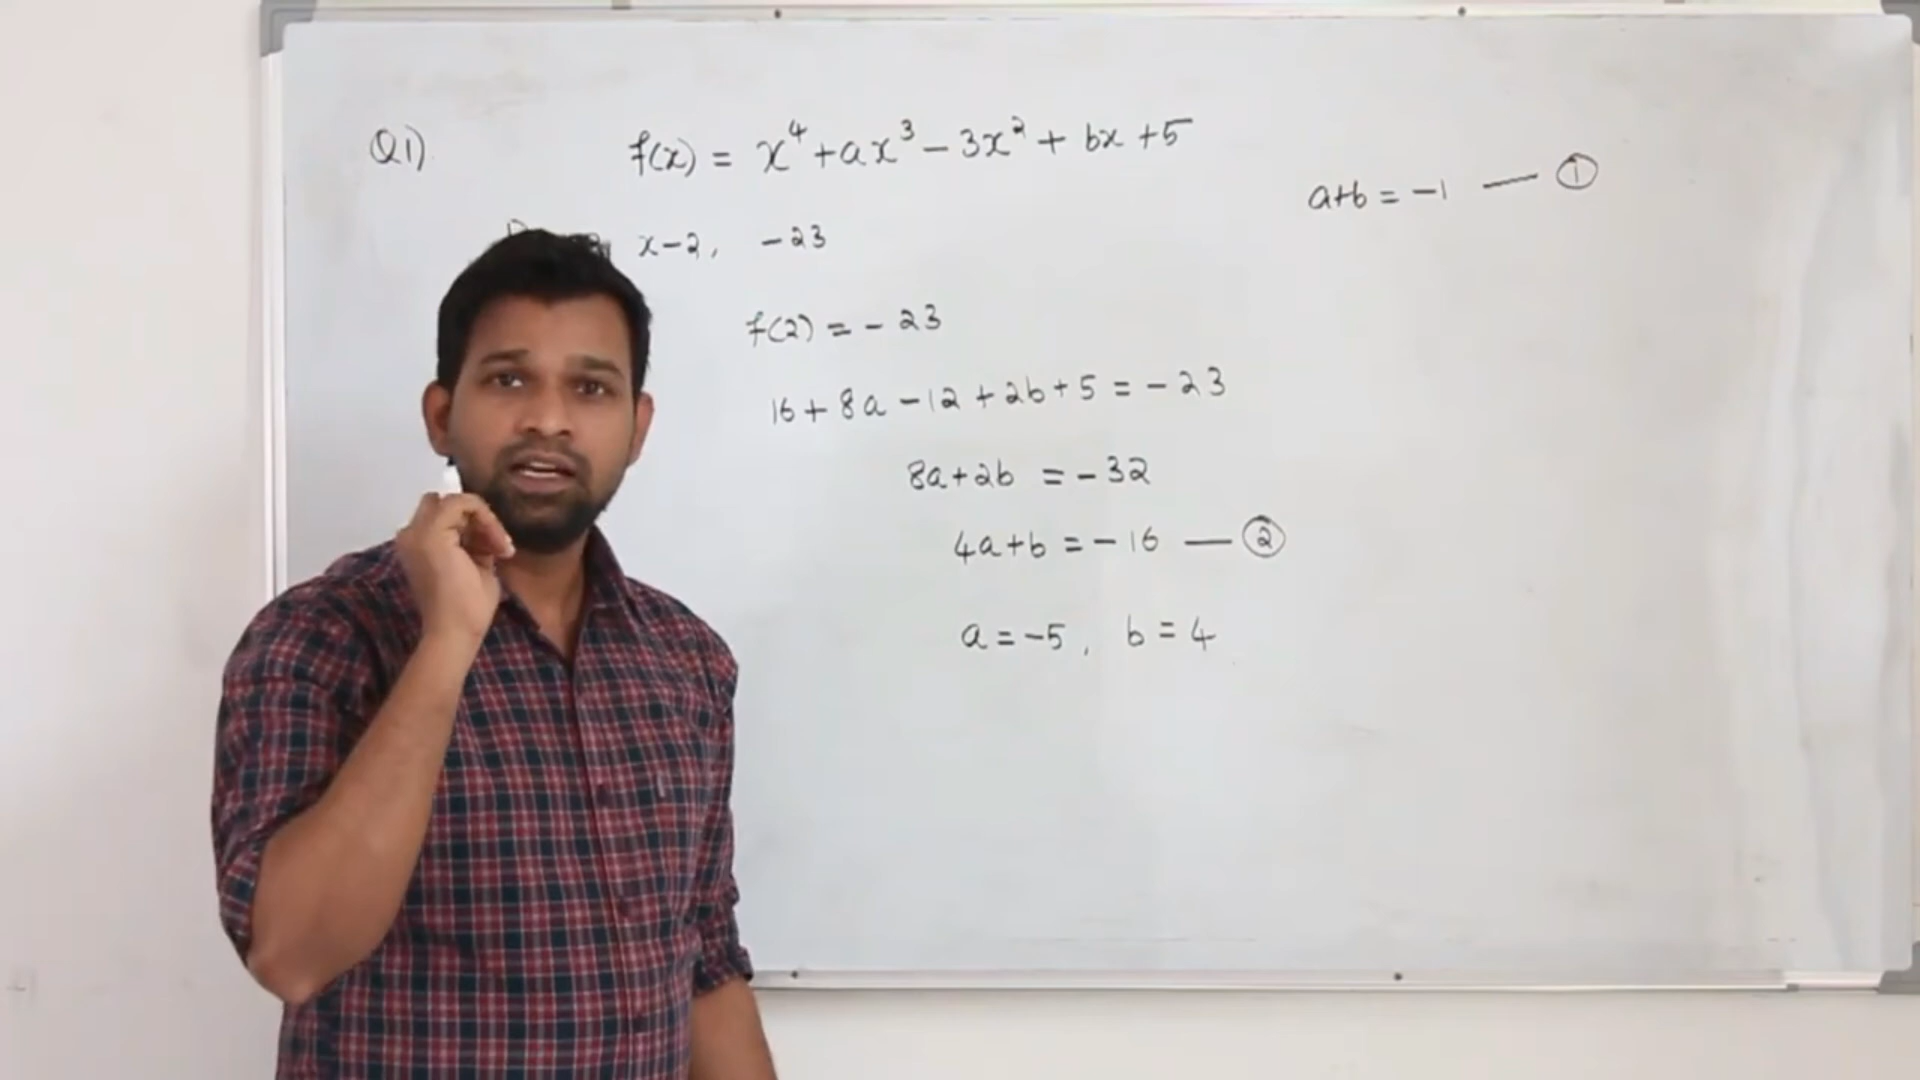 Q1) f(x) = x⁴ + ax³ - 3x² + bx + 5
a+b = -1 — ①
x-2, -23
f(2) = - 23
16 + 8a - 12 + 2b + 5 = - 23
8a + 2b = - 32
4a + b = - 16 — ②
a = -5, b = 4